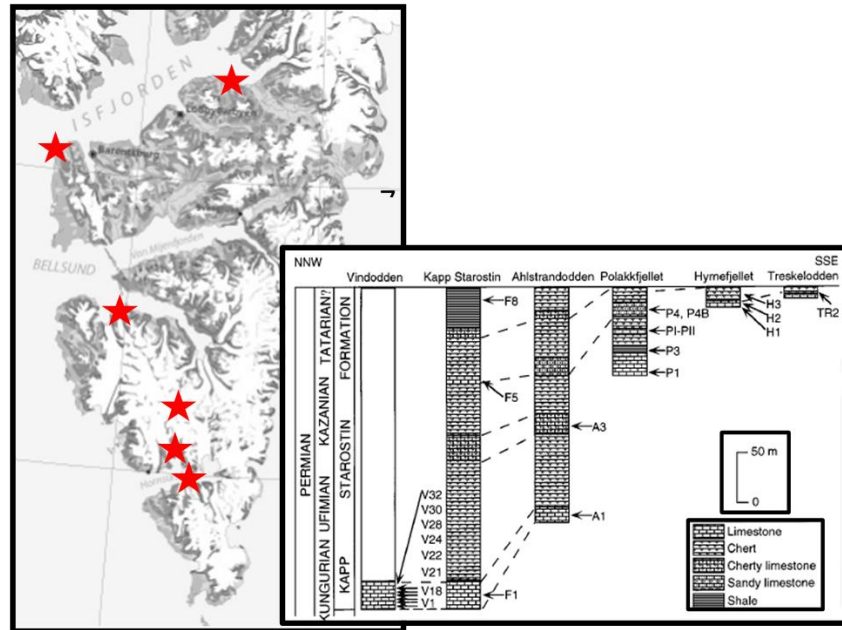 ISFJORDEN
Longyearbyen
Barentsburg
Van Mijenfjorden
BELLSUND
NNW
SSE
Vindodden
Kapp Starostin
Ahlstrandodden
Polakkfjellet
Hyrnefjellet
Treskelodden
PERMIAN
KUNGURIAN UFIMIAN KAZANIAN TATARIAN?
KAPP STAROSTIN FORMATION
V32
V30
V28
V24
V22
V21
V18
V1
F8
F5
F1
A3
A1
P4, P4B
PI-PII
P3
P1
H3
H2
H1
TR2
50 m
0
Limestone
Chert
Cherty limestone
Sandy limestone
Shale